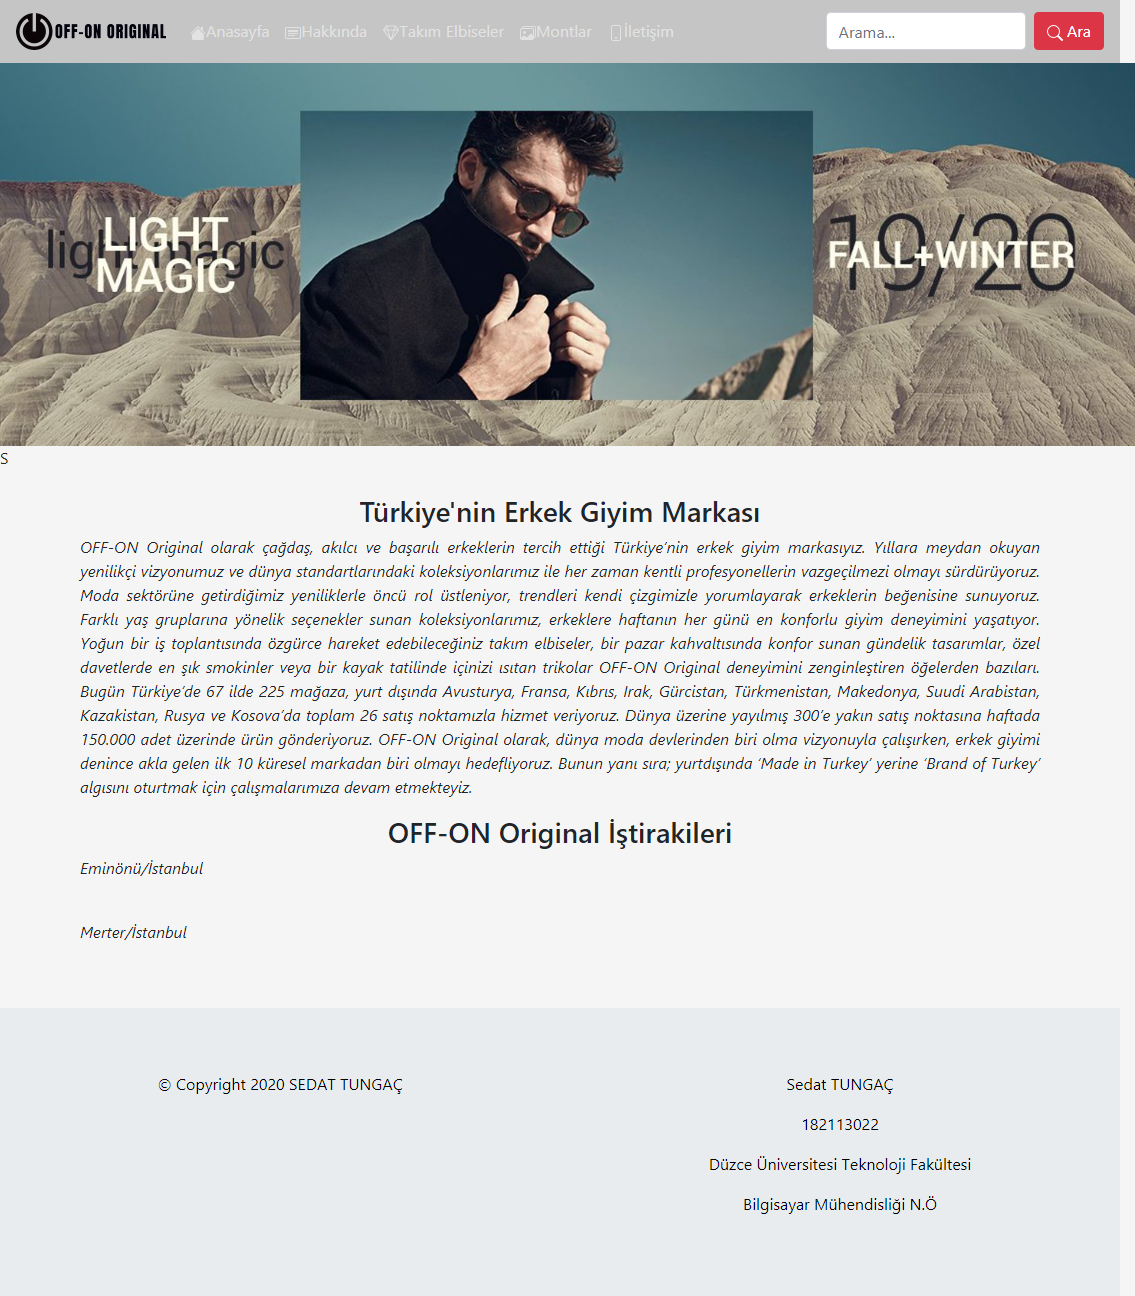 OFF-ON ORIGINAL
Anasayfa Hakkında Takım Elbiseler Montlar İletişim
Arama...
Ara
light magic
LIGHT
MAGIC
19/20
FALL+WINTER
S
Türkiye'nin Erkek Giyim Markası
OFF-ON Original olarak çağdaş, akılcı ve başarılı erkeklerin tercih ettiği Türkiye’nin erkek giyim markasıyız. Yıllara meydan okuyan
yenilikçi vizyonumuz ve dünya standartlarındaki koleksiyonlarımız ile her zaman kentli profesyonellerin vazgeçilmezi olmayı sürdürüyoruz.
Moda sektörüne getirdiğimiz yeniliklerle öncü rol üstleniyor, trendleri kendi çizgimizle yorumlayarak erkeklerin beğenisine sunuyoruz.
Farklı yaş gruplarına yönelik seçenekler sunan koleksiyonlarımız, erkeklere haftanın her günü en konforlu giyim deneyimini yaşatıyor.
Yoğun bir iş toplantısında özgürce hareket edebileceğiniz takım elbiseler, bir pazar kahvaltısında konfor sunan gündelik tasarımlar, özel
davetlerde en şık smokinler veya bir kayak tatilinde içinizi ısıtan trikolar OFF-ON Original deneyimini zenginleştiren öğelerden bazıları.
Bugün Türkiye’de 67 ilde 225 mağaza, yurt dışında Avusturya, Fransa, Kıbrıs, Irak, Gürcistan, Türkmenistan, Makedonya, Suudi Arabistan,
Kazakistan, Rusya ve Kosova’da toplam 26 satış noktamızla hizmet veriyoruz. Dünya üzerine yayılmış 300’e yakın satış noktasına haftada
150.000 adet üzerinde ürün gönderiyoruz. OFF-ON Original olarak, dünya moda devlerinden biri olma vizyonuyla çalışırken, erkek giyimi
denince akla gelen ilk 10 küresel markadan biri olmayı hedefliyoruz. Bunun yanı sıra; yurtdışında ‘Made in Turkey’ yerine ‘Brand of Turkey’
algısını oturtmak için çalışmalarımıza devam etmekteyiz.
OFF-ON Original İştirakileri
Eminönü/İstanbul
Merter/İstanbul
© Copyright 2020 SEDAT TUNGAÇ
Sedat TUNGAÇ
182113022
Düzce Üniversitesi Teknoloji Fakültesi
Bilgisayar Mühendisliği N.Ö